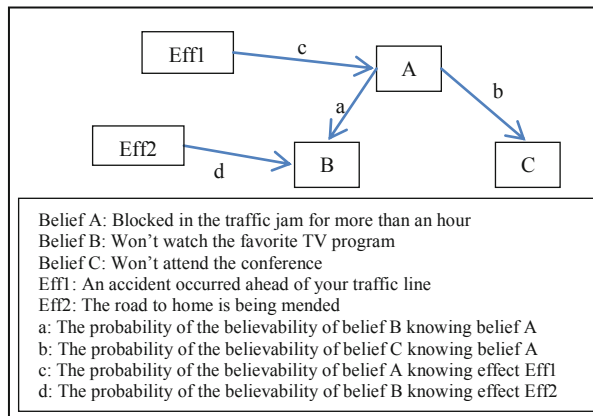 Eff1
c
A
a
b
Eff2
d
B
C
Belief A: Blocked in the traffic jam for more than an hour
Belief B: Won't watch the favorite TV program
Belief C: Won't attend the conference
Eff1: An accident occurred ahead of your traffic line
Eff2: The road to home is being mended
a: The probability of the believability of belief B knowing belief A
b: The probability of the believability of belief C knowing belief A
c: The probability of the believability of belief A knowing effect Eff1
d: The probability of the believability of belief B knowing effect Eff2